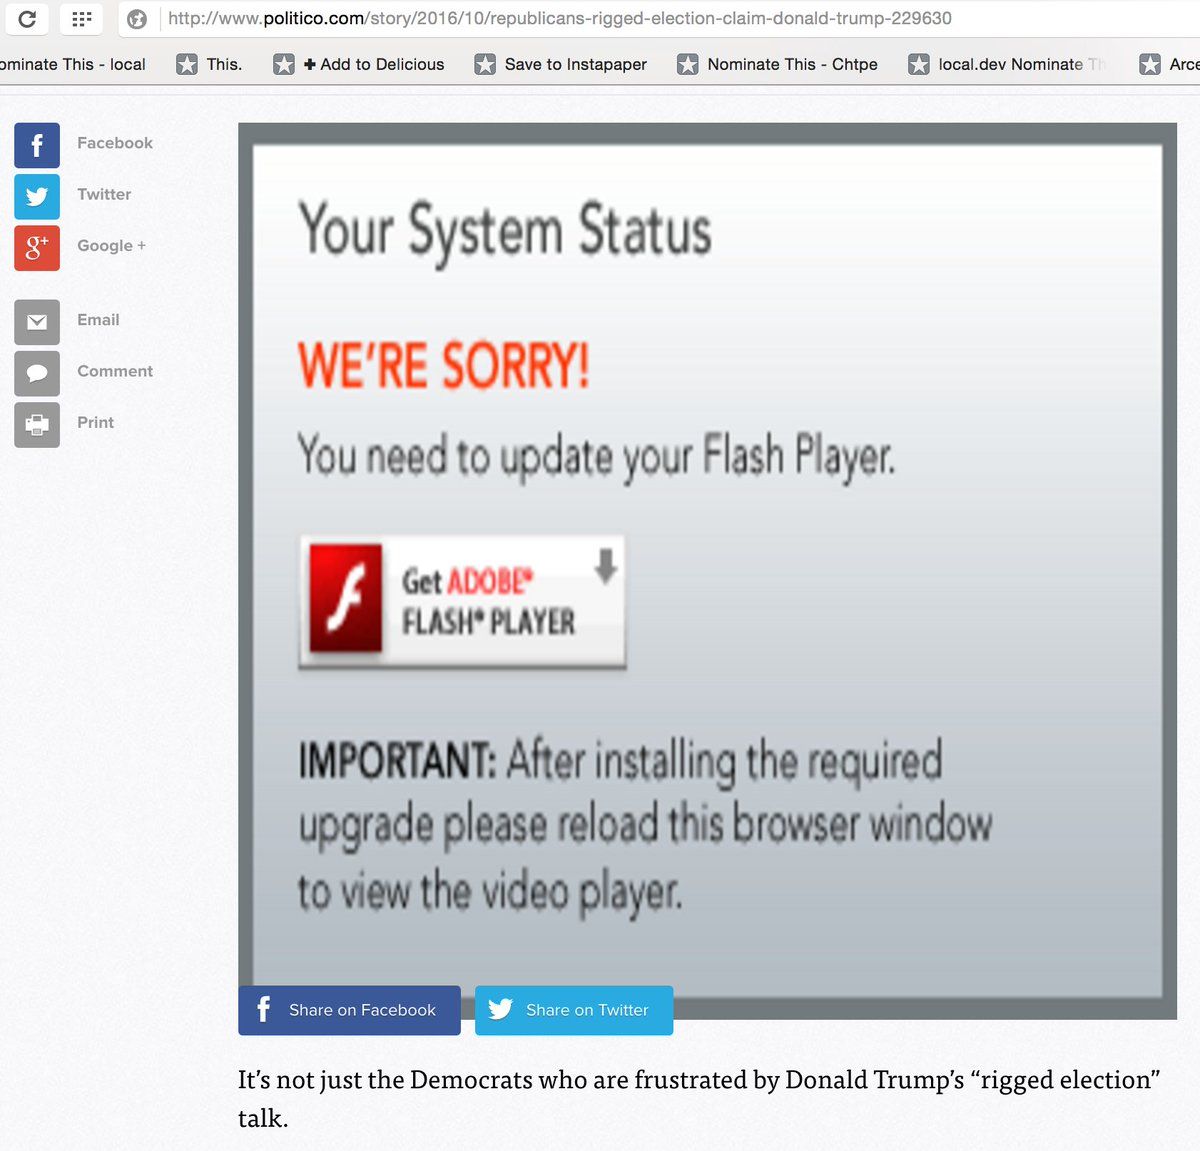 http://www.politico.com/story/2016/10/republicans-rigged-election-claim-donald-trump-229630
ominate This - local This. + Add to Delicious Save to Instapaper Nominate This - Chtpe local.dev Nominate Th Arce
Facebook
Twitter
Google +
Email
Comment
Print
Your System Status
WE'RE SORRY!
You need to update your Flash Player.
Get ADOBE®
FLASH® PLAYER
IMPORTANT: After installing the required
upgrade please reload this browser window
to view the video player.
Share on Facebook Share on Twitter
It's not just the Democrats who are frustrated by Donald Trump's “rigged election”
talk.